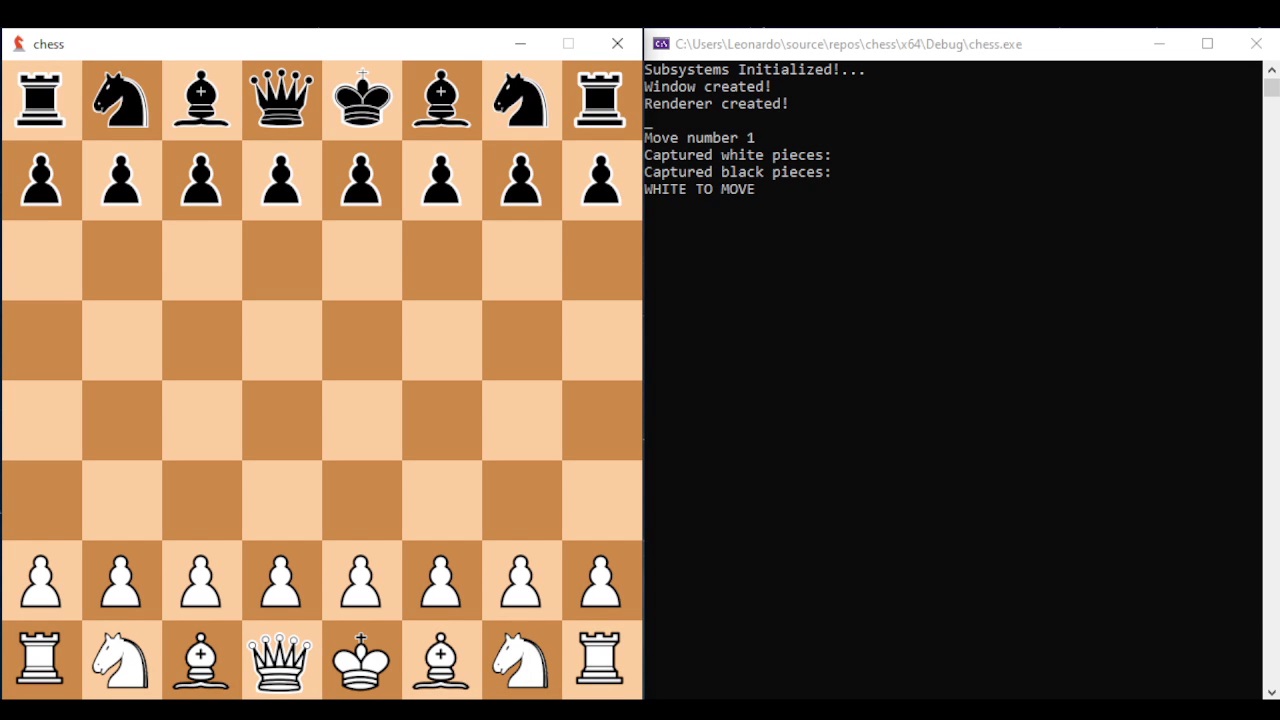 chess
C:\Users\Leonardo\source\repos\chess\x64\Debug\chess.exe
Subsystems Initialized!...
Window created!
Renderer created!
_
Move number 1
Captured white pieces:
Captured black pieces:
WHITE TO MOVE